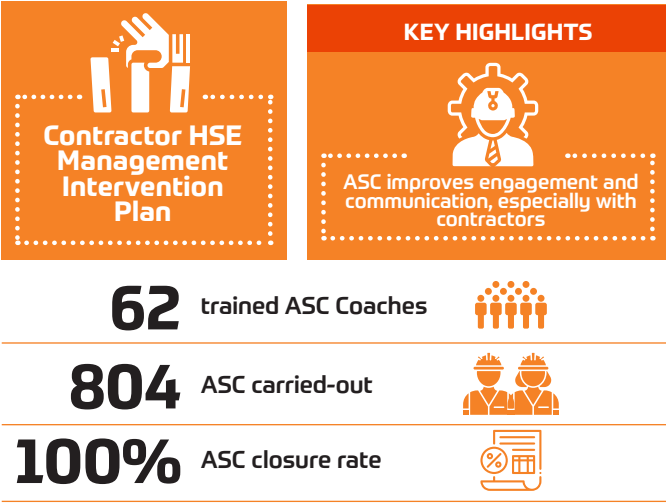 Contractor HSE
Management
Intervention
Plan
KEY HIGHLIGHTS
ASC improves engagement and
communication, especially with
contractors
62 trained ASC Coaches
804 ASC carried-out
100% ASC closure rate
%